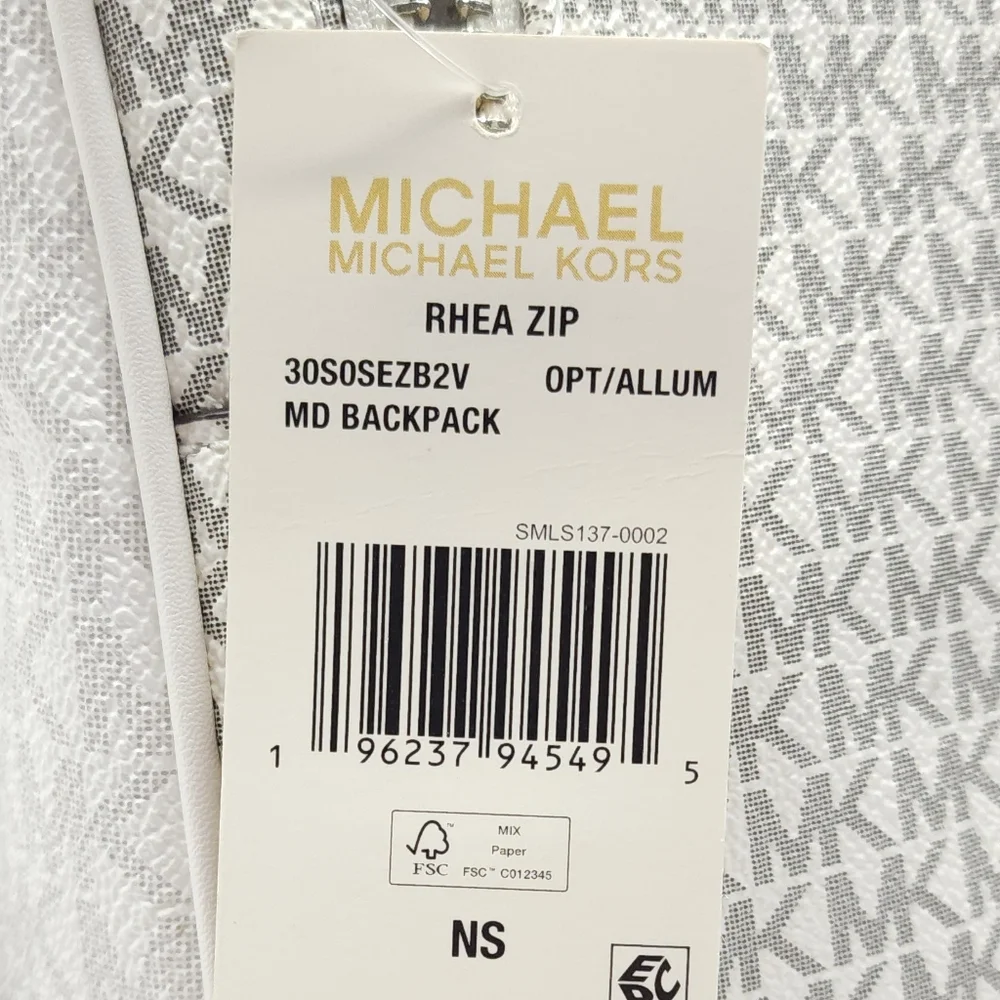 MICHAEL
MICHAEL KORS
RHEA ZIP
30S0SEZB2V OPT/ALLUM
MD BACKPACK
SMLS137-0002
1 96237 94549 5
MIX
Paper
FSC™ FSC™ C012345
NS